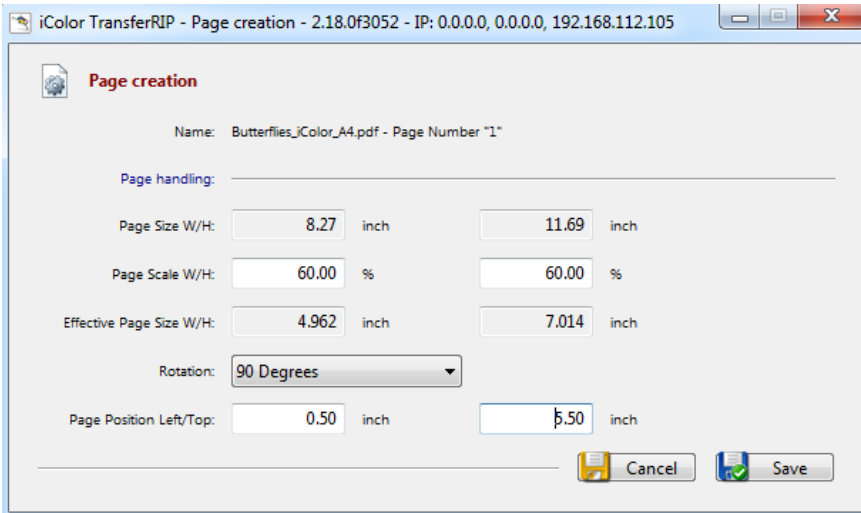 iColor TransferRIP - Page creation - 2.18.0f3052 - IP: 0.0.0.0, 0.0.0.0, 192.168.112.105
Page creation
Name: Butterflies_iColor_A4.pdf - Page Number "1"
Page handling:
Page Size W/H: 8.27 inch 11.69 inch
Page Scale W/H: 60.00 % 60.00 %
Effective Page Size W/H: 4.962 inch 7.014 inch
Rotation: 90 Degrees
Page Position Left/Top: 0.50 inch 5.50 inch
Cancel Save